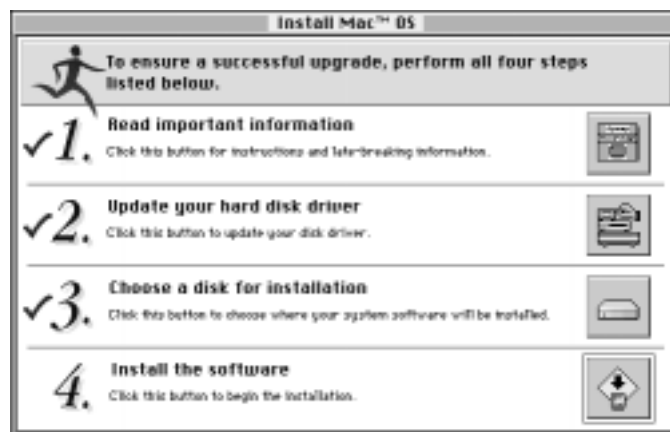 Install Mac™ OS
To ensure a successful upgrade, perform all four steps
listed below.
1. Read important information
Click this button for instructions and late-breaking information.
2. Update your hard disk driver
Click this button to update your disk driver.
3. Choose a disk for installation
Click this button to choose where your system software will be installed.
4. Install the software
Click this button to begin the installation.